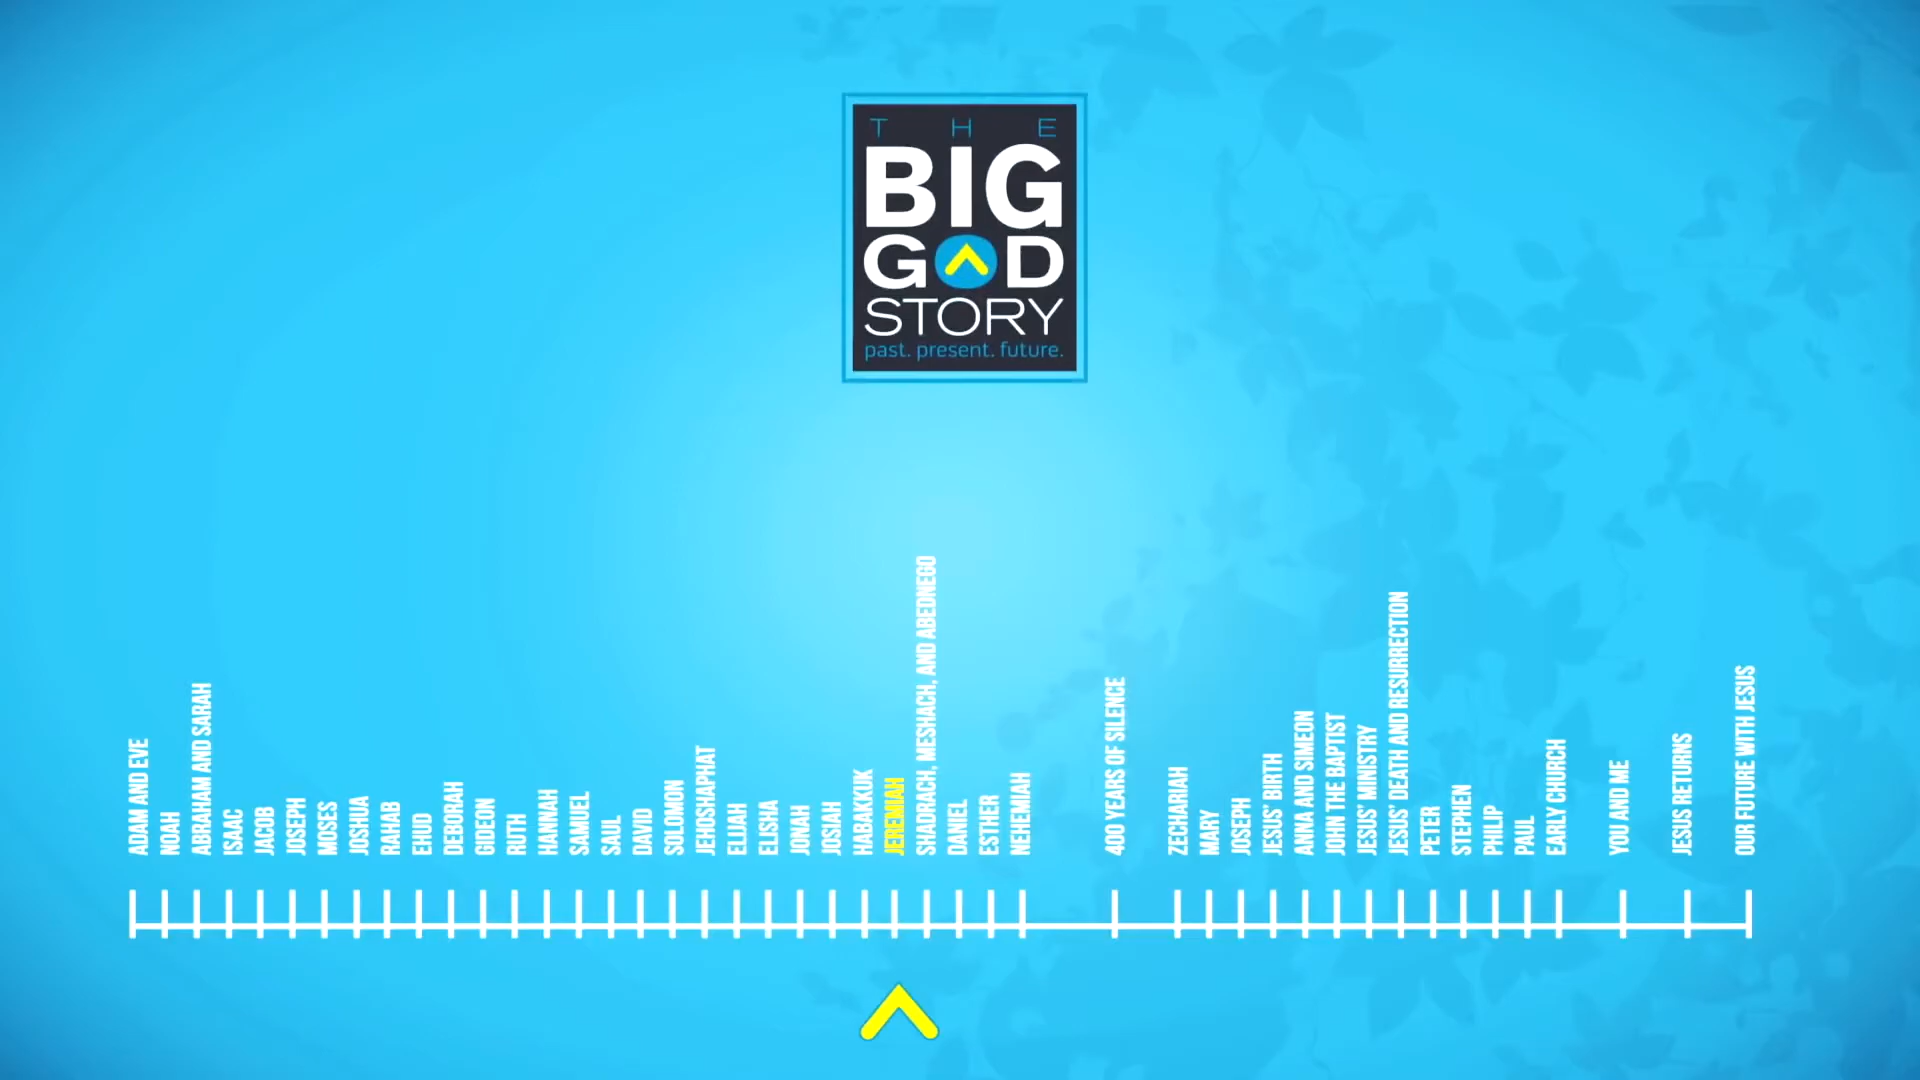 THE
BIG
GOD
STORY
past. present. future.
ADAM AND EVE
NOAH
ABRAHAM AND SARAH
ISAAC
JACOB
JOSEPH
MOSES
JOSHUA
RAHAB
EHUD
DEBORAH
GIDEON
RUTH
HANNAH
SAMUEL
SAUL
DAVID
SOLOMON
JEHOSHAPHAT
ELIJAH
ELISHA
JONAH
JOSIAH
HABAKKUK
JEREMIAH
SHADRACH, MESHACH, AND ABEDNEGO
DANIEL
ESTHER
NEHEMIAH
400 YEARS OF SILENCE
ZECHARIAH
MARY
JOSEPH
JESUS' BIRTH
ANNA AND SIMEON
JOHN THE BAPTIST
JESUS' MINISTRY
JESUS' DEATH AND RESURRECTION
PETER
STEPHEN
PHILIP
PAUL
EARLY CHURCH
YOU AND ME
JESUS RETURNS
OUR FUTURE WITH JESUS